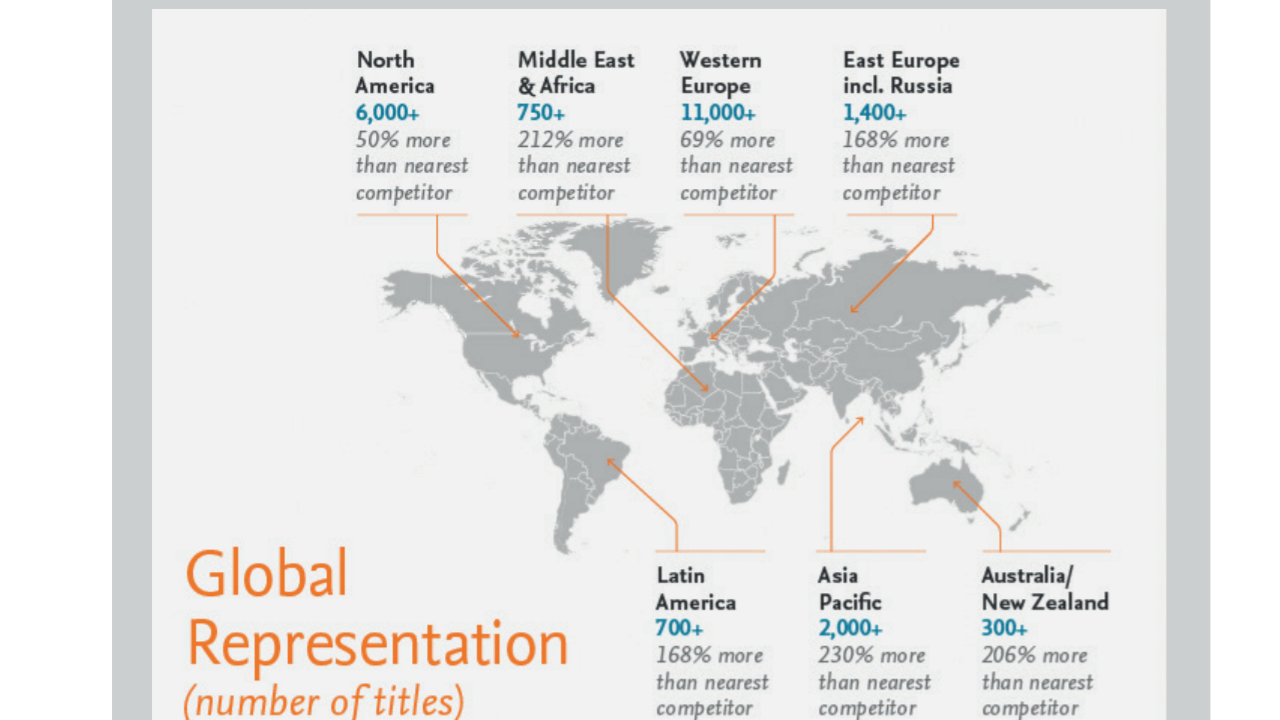 North
America
6,000+
50% more
than nearest
competitor
Middle East
& Africa
750+
212% more
than nearest
competitor
Western
Europe
11,000+
69% more
than nearest
competitor
East Europe
incl. Russia
1,400+
168% more
than nearest
competitor
Global
Representation
(number of titles)
Latin
America
700+
168% more
than nearest
competitor
Asia
Pacific
2,000+
230% more
than nearest
competitor
Australia/
New Zealand
300+
206% more
than nearest
competitor